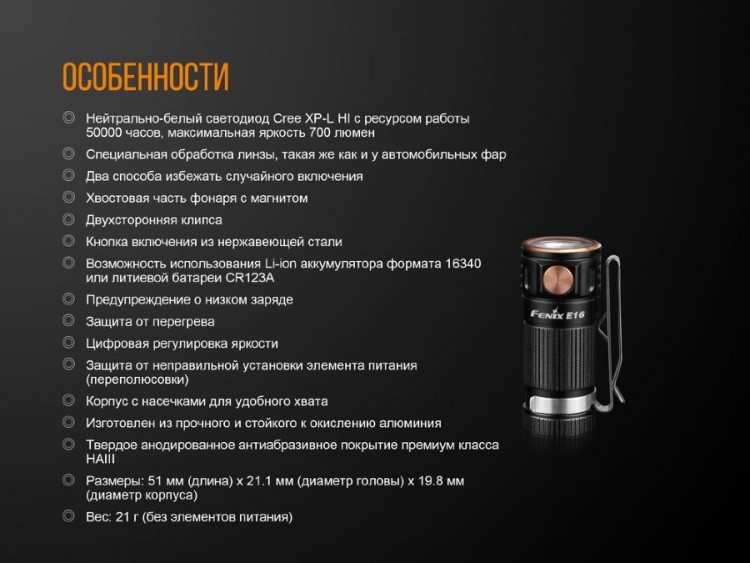 ОСОБЕННОСТИ
Нейтрально-белый светодиод Cree XP-L HI с ресурсом работы
50000 часов, максимальная яркость 700 люмен
Специальная обработка линзы, такая же как и у автомобильных фар
Два способа избежать случайного включения
Хвостовая часть фонаря с магнитом
Двухсторонняя клипса
Кнопка включения из нержавеющей стали
Возможность использования Li-ion аккумулятора формата 16340
или литиевой батареи CR123A
Предупреждение о низком заряде
Защита от перегрева
Цифровая регулировка яркости
Защита от неправильной установки элемента питания
(переполюсовки)
Корпус с насечками для удобного хвата
Изготовлен из прочного и стойкого к окислению алюминия
Твердое анодированное антиабразивное покрытие премиум класса
HAIII
Размеры: 51 мм (длина) x 21.1 мм (диаметр головы) x 19.8 мм
(диаметр корпуса)
Вес: 21 г (без элементов питания)
FENIX E16